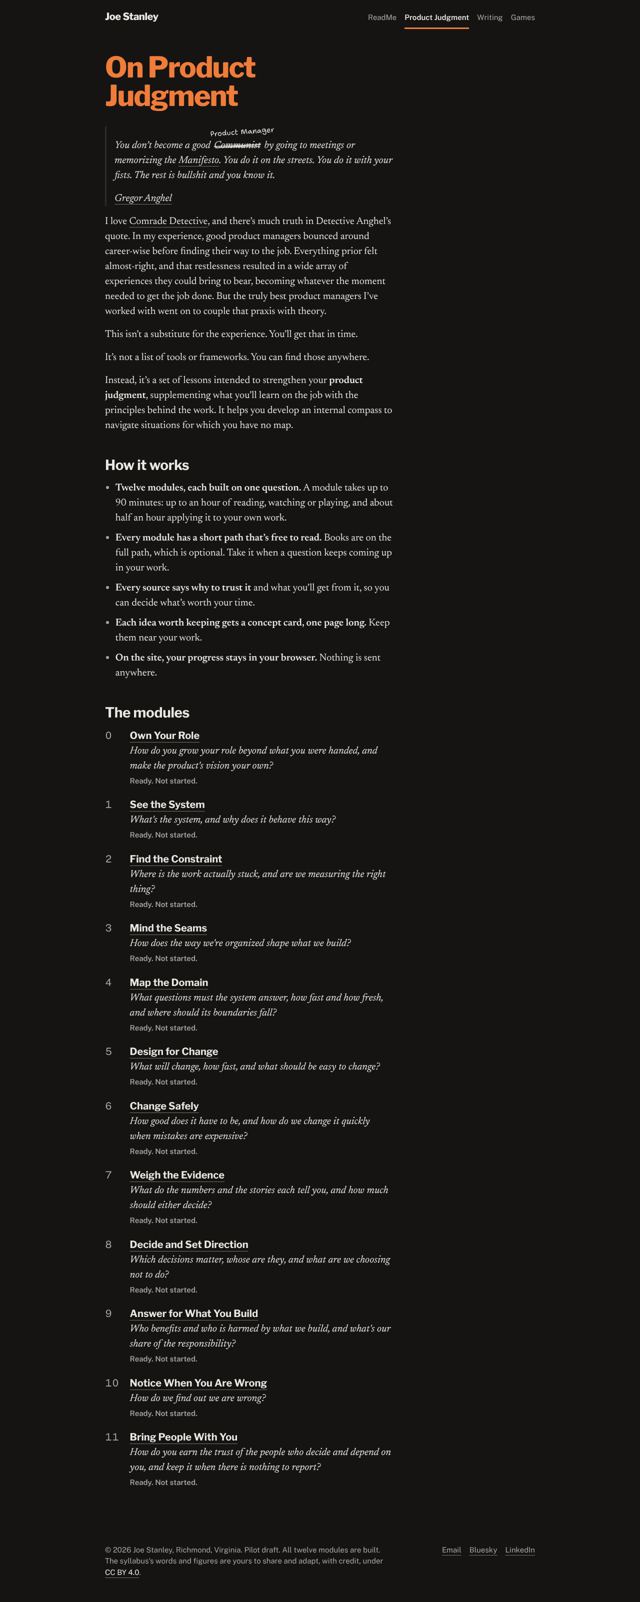 Joe Stanley
ReadMe Product Judgment Writing Games
On Product
Judgment
Product Manager
You don't become a good Communist by going to meetings or
memorizing the Manifesto. You do it on the streets. You do it with your
fists. The rest is bullshit and you know it.
Gregor Anghel
I love Comrade Detective, and there's much truth in Detective Anghel's
quote. In my experience, good product managers bounced around
career-wise before finding their way to the job. Everything prior felt
almost-right, and that restlessness resulted in a wide array of
experiences they could bring to bear, becoming whatever the moment
needed to get the job done. But the truly best product managers I've
worked with went on to couple that praxis with theory.
This isn't a substitute for the experience. You'll get that in time.
It's not a list of tools or frameworks. You can find those anywhere.
Instead, it's a set of lessons intended to strengthen your product
judgment, supplementing what you'll learn on the job with the
principles behind the work. It helps you develop an internal compass to
navigate situations for which you have no map.
How it works
• Twelve modules, each built on one question. A module takes up to
90 minutes: up to an hour of reading, watching or playing, and about
half an hour applying it to your own work.
• Every module has a short path that's free to read. Books are on the
full path, which is optional. Take it when a question keeps coming up
in your work.
• Every source says why to trust it and what you'll get from it, so you
can decide what's worth your time.
• Each idea worth keeping gets a concept card, one page long. Keep
them near your work.
• On the site, your progress stays in your browser. Nothing is sent
anywhere.
The modules
0 Own Your Role
How do you grow your role beyond what you were handed, and
make the product's vision your own?
Ready. Not started.
1 See the System
What's the system, and why does it behave this way?
Ready. Not started.
2 Find the Constraint
Where is the work actually stuck, and are we measuring the right
thing?
Ready. Not started.
3 Mind the Seams
How does the way we're organized shape what we build?
Ready. Not started.
4 Map the Domain
What questions must the system answer, how fast and how fresh,
and where should its boundaries fall?
Ready. Not started.
5 Design for Change
What will change, how fast, and what should be easy to change?
Ready. Not started.
6 Change Safely
How good does it have to be, and how do we change it quickly
when mistakes are expensive?
Ready. Not started.
7 Weigh the Evidence
What do the numbers and the stories each tell you, and how much
should either decide?
Ready. Not started.
8 Decide and Set Direction
Which decisions matter, whose are they, and what are we choosing
not to do?
Ready. Not started.
9 Answer for What You Build
Who benefits and who is harmed by what we build, and what's our
share of the responsibility?
Ready. Not started.
10 Notice When You Are Wrong
How do we find out we are wrong?
Ready. Not started.
11 Bring People With You
How do you earn the trust of the people who decide and depend on
you, and keep it when there is nothing to report?
Ready. Not started.
© 2026 Joe Stanley, Richmond, Virginia. Pilot draft. All twelve modules are built.
The syllabus's words and figures are yours to share and adapt, with credit, under
CC BY 4.0.
Email Bluesky LinkedIn